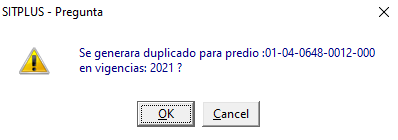 SITPLUS - Pregunta
Se generara duplicado para predio :01-04-0648-0012-000
en vigencias: 2021 ?
OK
Cancel